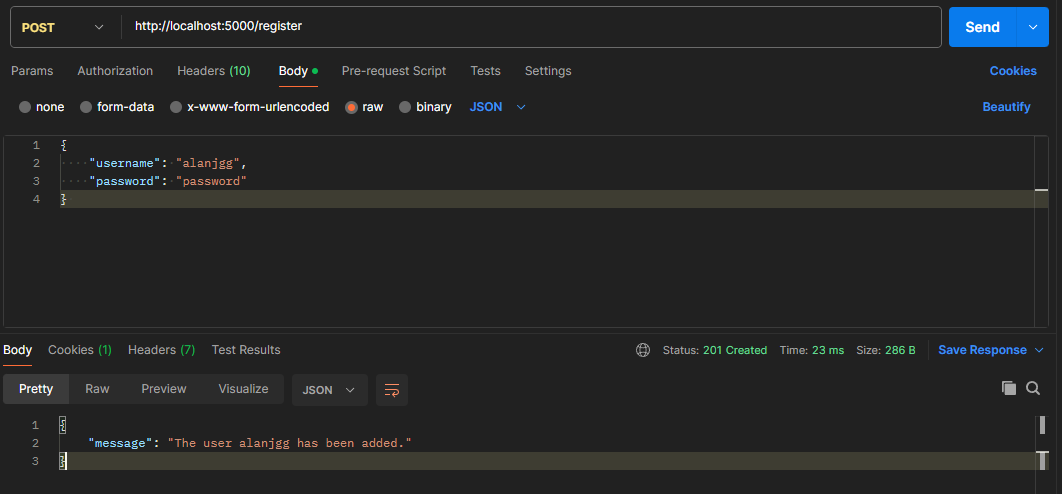 POST http://localhost:5000/register Send
Params Authorization Headers (10) Body Pre-request Script Tests Settings Cookies
none form-data x-www-form-urlencoded raw binary JSON Beautify
1 {
2 "username": "alanjgg",
3 "password": "password"
4 }
Body Cookies (1) Headers (7) Test Results Status: 201 Created Time: 23 ms Size: 286 B Save Response
Pretty Raw Preview Visualize JSON
1 {
2 "message": "The user alanjgg has been added."
3 }